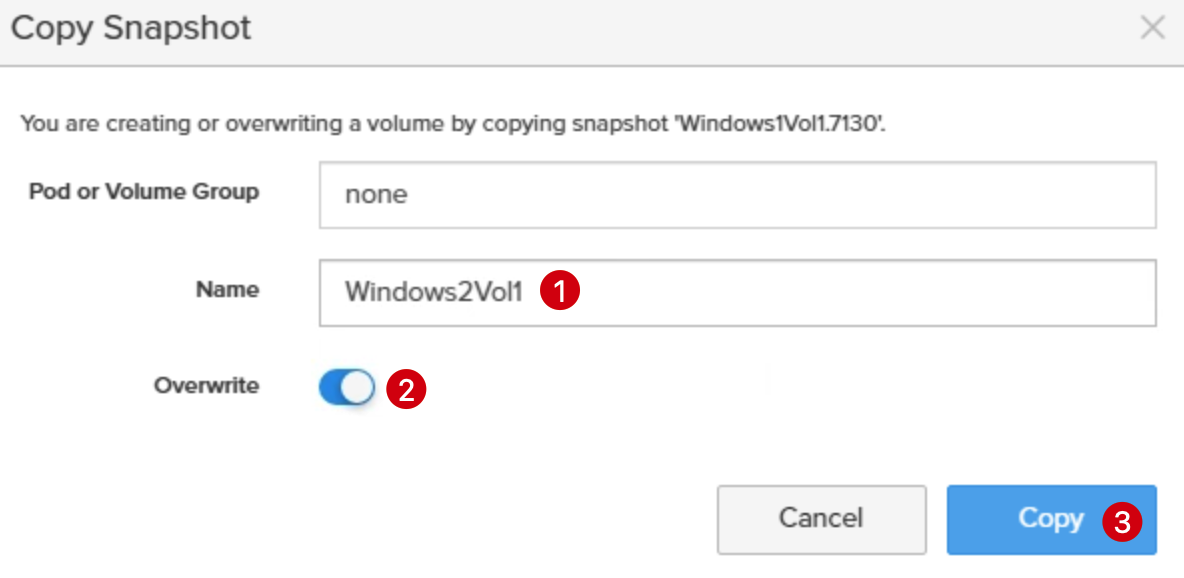 Copy Snapshot
You are creating or overwriting a volume by copying snapshot 'Windows1Vol1.7130'.
Pod or Volume Group none
Name Windows2Vol1 1
Overwrite 2
Cancel Copy 3